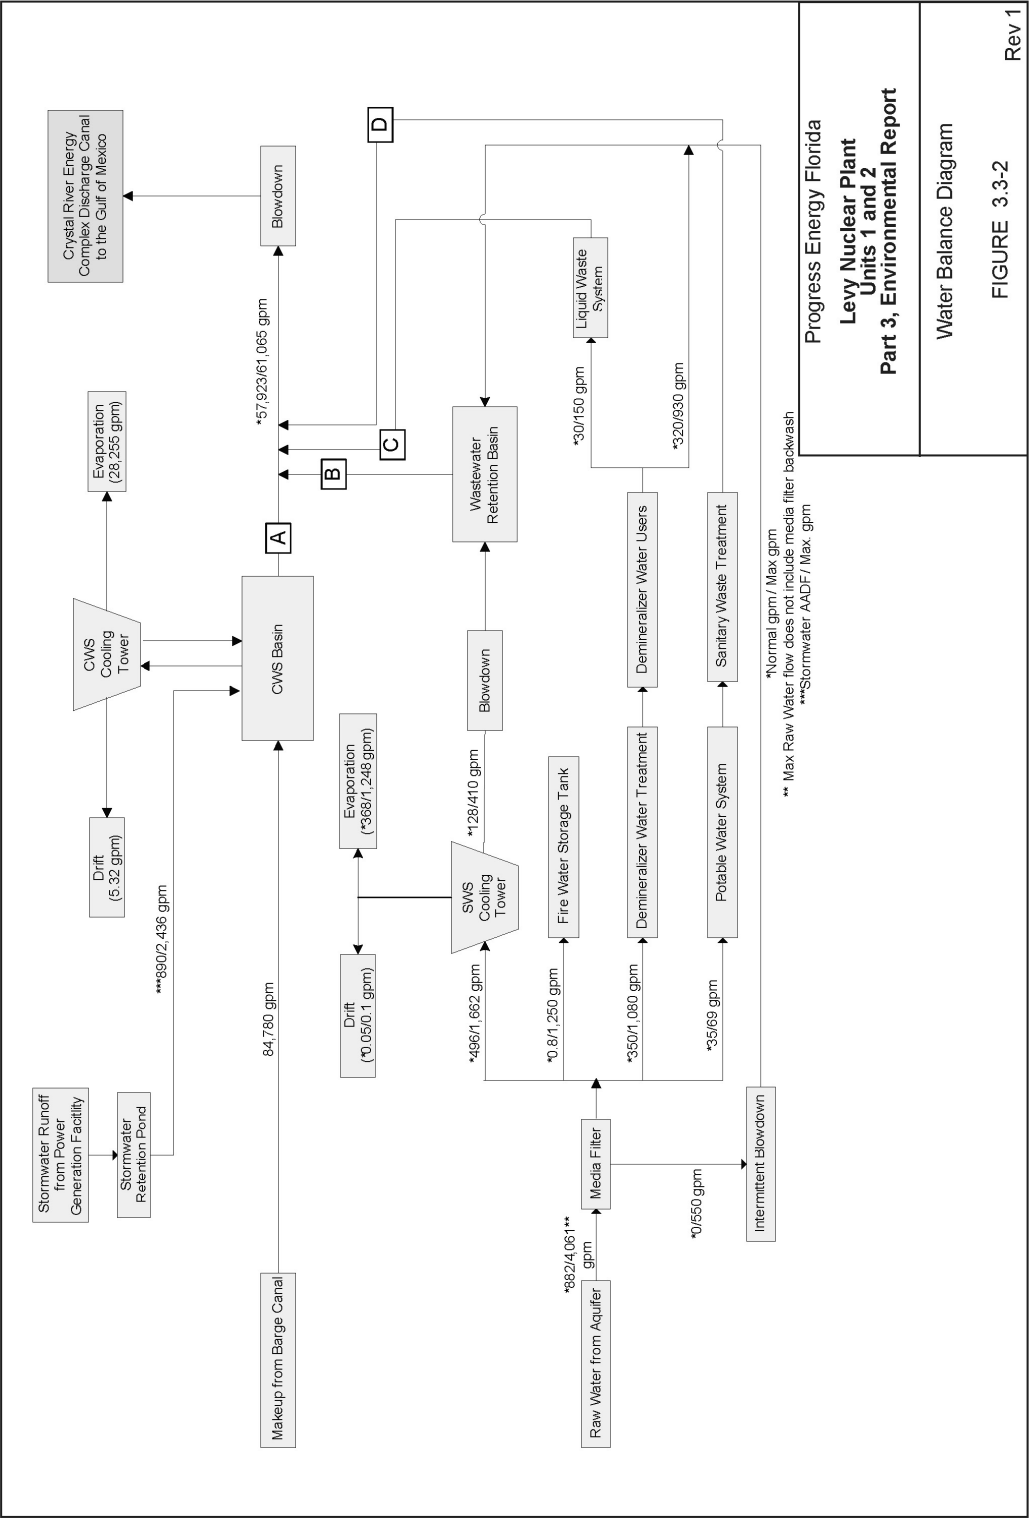 Stormwater Runoff
from Power
Generation Facitlity
Stormwater
Retention Pond
***890/2,436 gpm
Drift
(5.32 gpm)
CWS
Cooling
Tower
Evaporation
(28,255 gpm)
Crystal River Energy
Complex Discharge Canal
to the Gulf of Mexico
Makeup from Barge Canal
84,780 gpm
CWS Basin
A
*57,923/61,065 gpm
Blowdown
Drift
(*0.05/0.1 gpm)
Evaporation
(*368/1,248 gpm)
B
C
D
*496/1,662 gpm
SWS
Cooling
Tower
*128/410 gpm
Blowdown
Wastewater
Retention Basin
*0.8/1,250 gpm
Fire Water Storage Tank
*30/150 gpm
Liquid Waste
System
Raw Water from Aquifer
*882/4,061**
gpm
Media Filter
*350/1,080 gpm
Demineralizer Water Treatment
Demineralizer Water Users
*320/930 gpm
*35/69 gpm
Potable Water System
Sanitary Waste Treatment
*0/550 gpm
Intermittent Blowdown
*Normal gpm / Max gpm
** Max Raw Water flow does not include media filter backwash
***Stormwater AADF / Max. gpm
Progress Energy Florida
Levy Nuclear Plant
Units 1 and 2
Part 3, Environmental Report
Water Balance Diagram
FIGURE 3.3-2
Rev 1